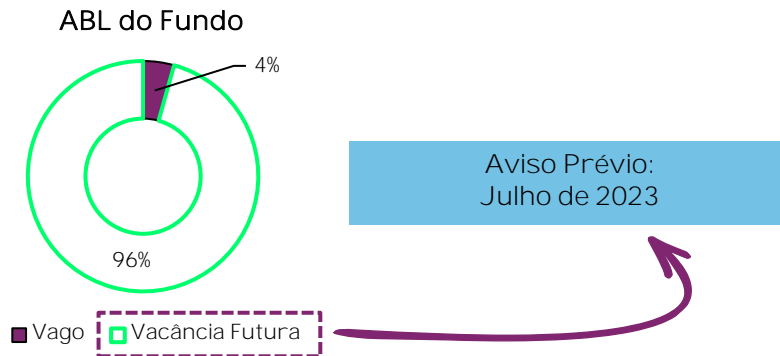 ABL do Fundo
4%
96%
Vago
Vacância Futura
Aviso Prévio:
Julho de 2023